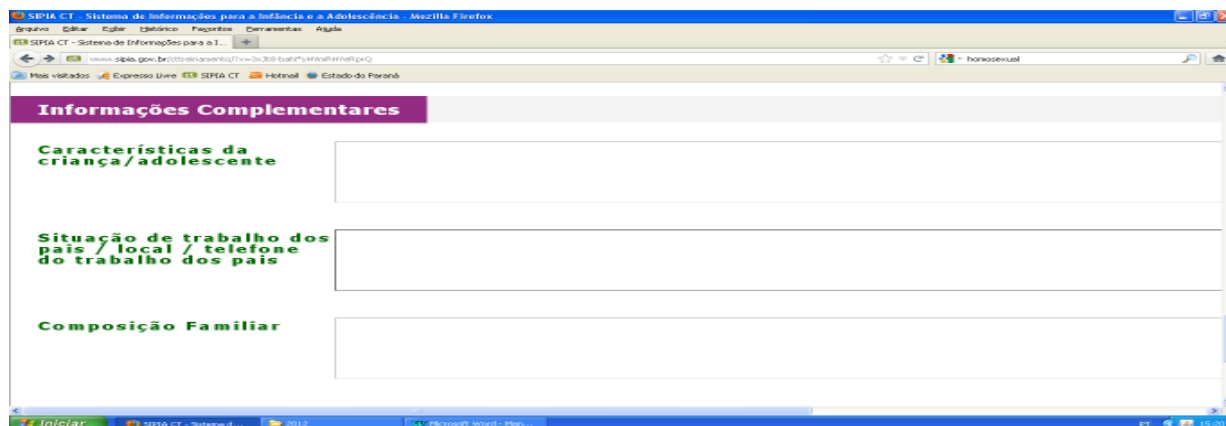 SIPIA CT - Sistema de Informações para a Infância e a Adolescência - Mozilla Firefox
Arquivo Editar Exibir Histórico Favoritos Ferramentas Ajuda
SIPIA CT - Sistema de Informações para a I... +
www.sipia.gov.br/
homosexual
Mais visitados Expresso Livre SIPIA CT Hotmail Estado do Paraná
Informações Complementares
Características da
criança/adolescente
Situação de trabalho dos
pais / local / telefone
do trabalho dos pais
Composição Familiar
Iniciar SIPIA CT - Sistema d... 2012 Microsoft Word - Man... PT 15:20